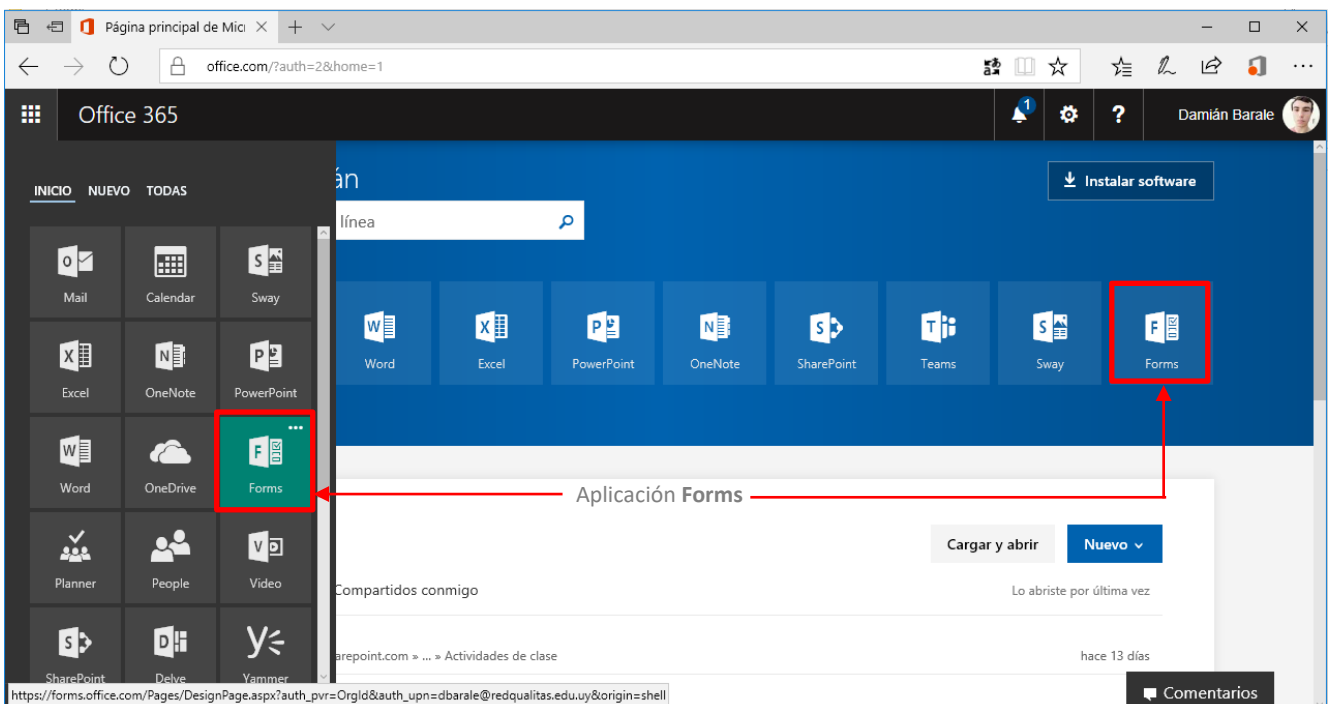 Página principal de Micr
office.com/?auth=2&home=1
Office 365
1
?
Damián Barale
INICIO NUEVO TODAS
án
Instalar software
línea
Mail Calendar Sway
Word Excel PowerPoint OneNote SharePoint Teams Sway Forms
Excel OneNote PowerPoint
Word OneDrive Forms
Aplicación Forms
Cargar y abrir Nuevo
Planner People Video
Compartidos conmigo Lo abriste por última vez
arepoint.com » ... » Actividades de clase hace 13 días
SharePoint Delve Yammer
https://forms.office.com/Pages/DesignPage.aspx?auth_pvr=OrgId&auth_upn=dbarale@redqualitas.edu.uy&origin=shell
Comentarios